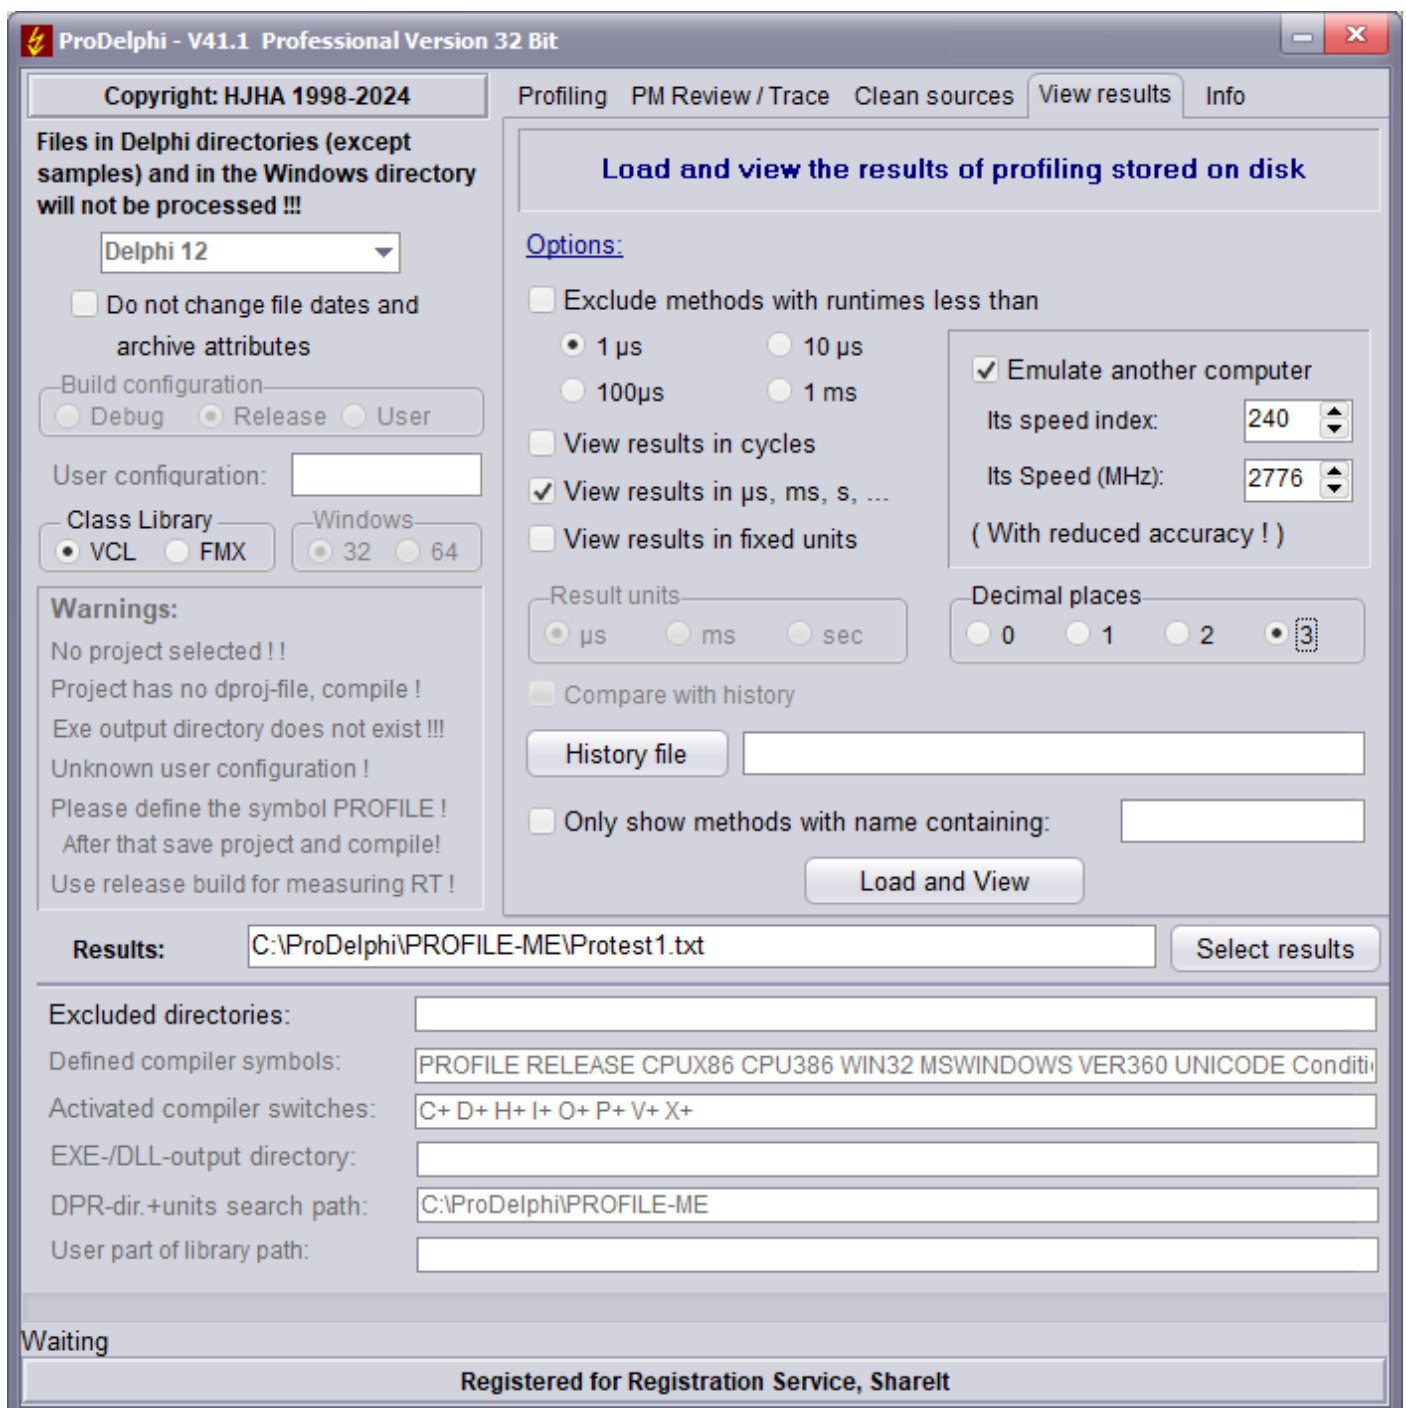 ProDelphi - V41.1 Professional Version 32 Bit
Copyright: HJHA 1998-2024
Files in Delphi directories (except
samples) and in the Windows directory
will not be processed !!!
Delphi 12
Do not change file dates and
archive attributes
Build configuration
Debug Release User
User configuration:
Class Library
VCL FMX
Windows
32 64
Warnings:
No project selected ! !
Project has no dproj-file, compile !
Exe output directory does not exist !!!
Unknown user configuration !
Please define the symbol PROFILE !
After that save project and compile!
Use release build for measuring RT !
Profiling PM Review / Trace Clean sources View results Info
Load and view the results of profiling stored on disk
Options:
Exclude methods with runtimes less than
1 µs 10 µs
100µs 1 ms
View results in cycles
View results in µs, ms, s, ...
View results in fixed units
Emulate another computer
Its speed index: 240
Its Speed (MHz): 2776
( With reduced accuracy ! )
Result units
µs ms sec
Decimal places
0 1 2 3
Compare with history
History file
Only show methods with name containing:
Load and View
Results: C:\ProDelphi\PROFILE-ME\Protest1.txt Select results
Excluded directories:
Defined compiler symbols: PROFILE RELEASE CPUX86 CPU386 WIN32 MSWINDOWS VER360 UNICODE Conditi
Activated compiler switches: C+ D+ H+ I+ O+ P+ V+ X+
EXE-/DLL-output directory:
DPR-dir.+units search path: C:\ProDelphi\PROFILE-ME
User part of library path:
Waiting
Registered for Registration Service, ShareIt